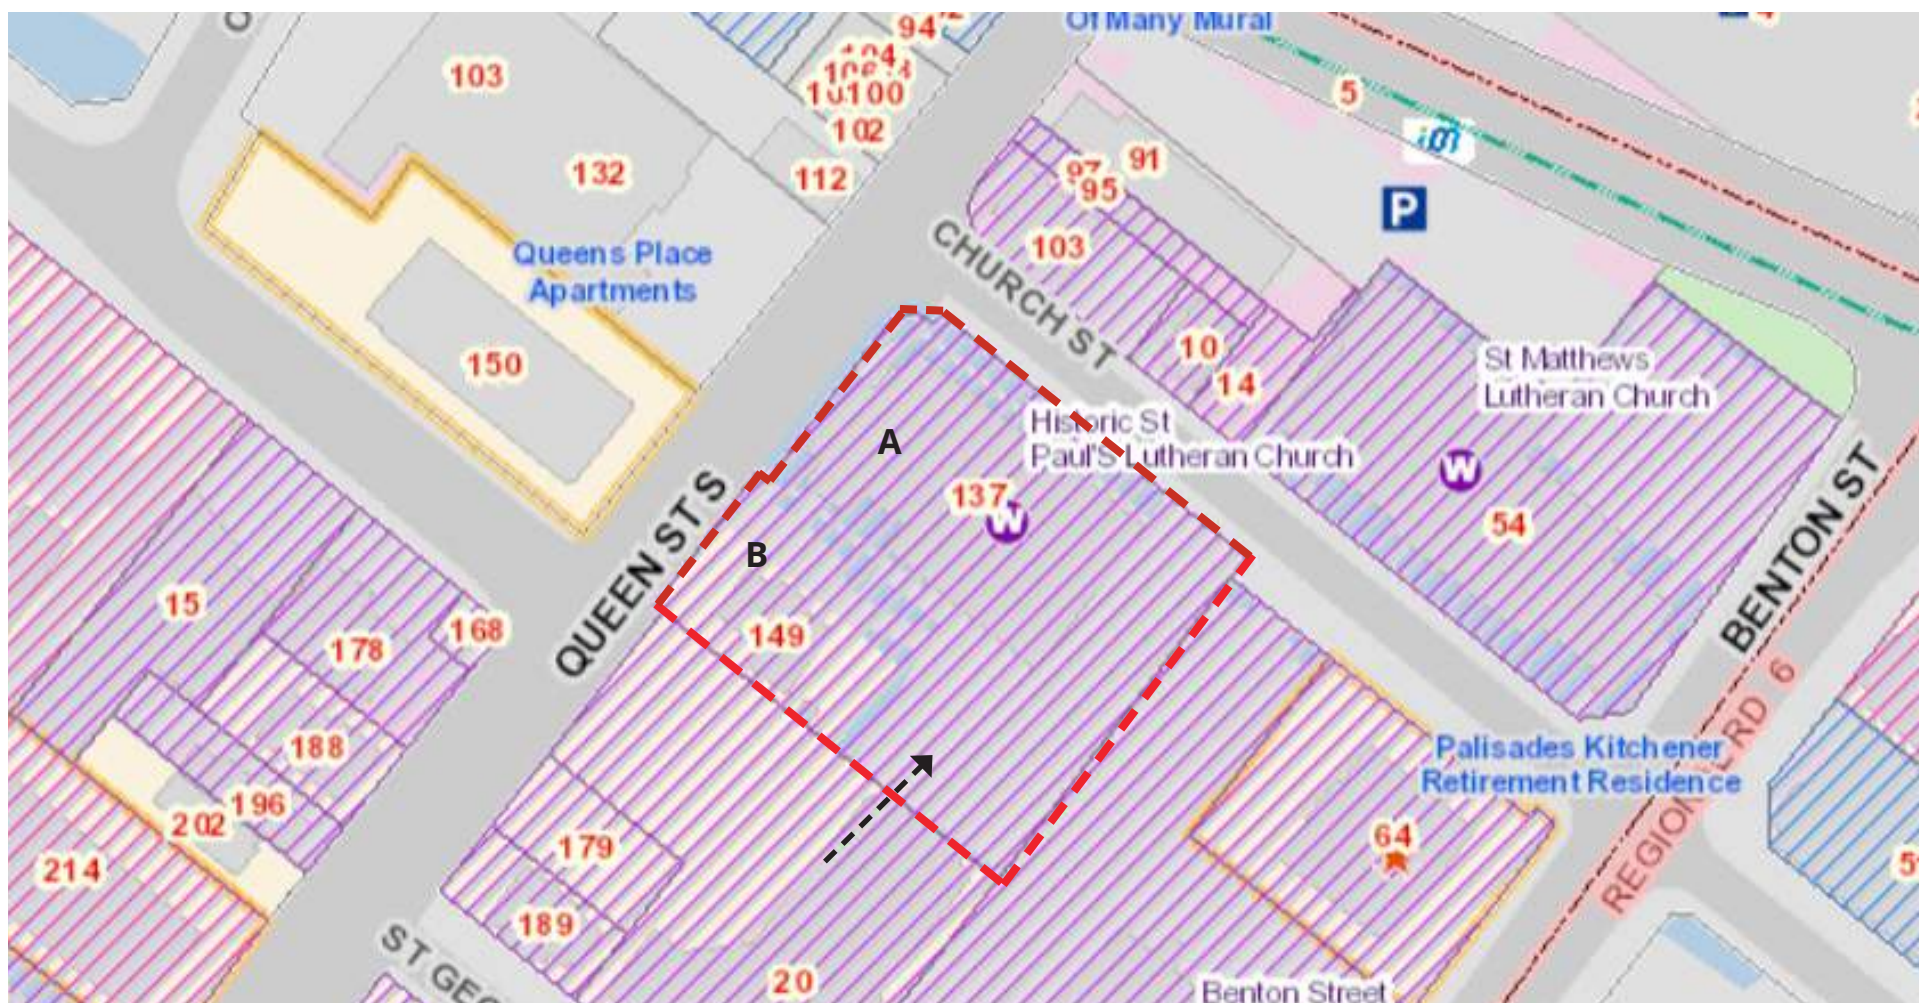 Of Many Mural
94
104
100
102
112
103
132
5
91
97
95
103
P
CHURCH ST
Queens Place
Apartments
150
10
14
St Matthews
Lutheran Church
W
54
Historic St
Paul'S Lutheran Church
A
137
W
B
149
QUEEN ST S
BENTON ST
15
178
168
188
196
202
214
179
189
20
Palisades Kitchener
Retirement Residence
64
REGIONAL RD 6
Benton Street